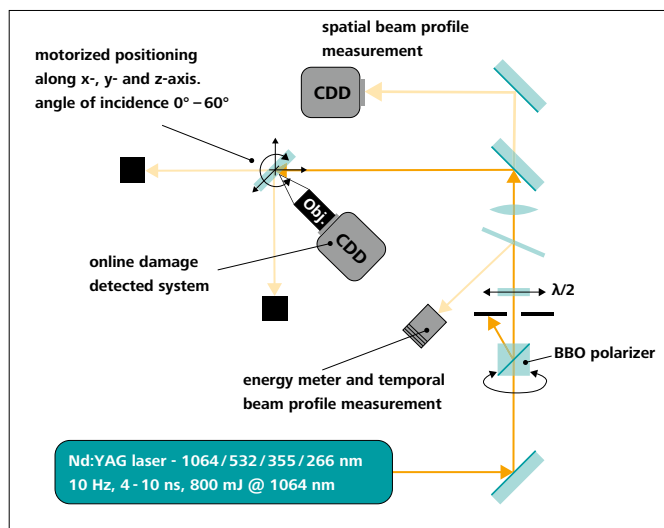 spatial beam profile
measurement
motorized positioning
along x-, y- and z-axis.
angle of incidence 0° – 60°
CDD
Obj.
CDD
online damage
detected system
λ/2
BBO polarizer
energy meter and temporal
beam profile measurement
Nd:YAG laser - 1064 / 532 / 355 / 266 nm
10 Hz, 4 - 10 ns, 800 mJ @ 1064 nm